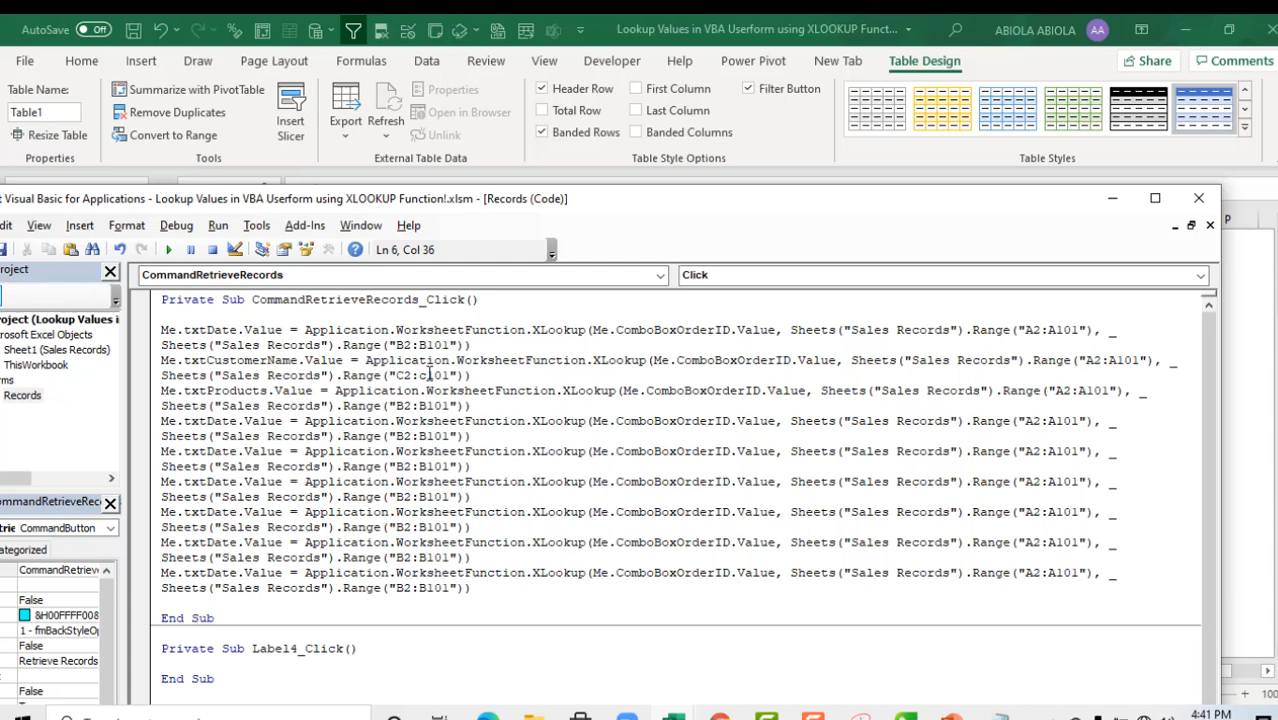 AutoSave Off Lookup Values in VBA Userform using XLOOKUP Funct... ABIOLA ABIOLA AA
File Home Insert Draw Page Layout Formulas Data Review View Developer Help Power Pivot New Tab Table Design Share Comments
Table Name:
Table1
Resize Table
Properties
Summarize with PivotTable
Remove Duplicates
Convert to Range
Insert
Slicer
Tools
Export Refresh
Properties
Open in Browser
Unlink
External Table Data
Header Row First Column Filter Button
Total Row Last Column
Banded Rows Banded Columns
Table Style Options
Table Styles
P
Visual Basic for Applications - Lookup Values in VBA Userform using XLOOKUP Function!.xlsm - [Records (Code)]
dit View Insert Format Debug Run Tools Add-Ins Window Help
Ln 6, Col 36
roject
roject (Lookup Values i
osoft Excel Objects
Sheet1 (Sales Records)
ThisWorkbook
rms
Records
ommandRetrieveRec
trie CommandButton
tegorized
CommandRetrieve
False
&H00FFFF008
1 - fmBackStyleOp
False
Retrieve Records
False
CommandRetrieveRecords Click
Private Sub CommandRetrieveRecords_Click()
Me.txtDate.Value = Application.WorksheetFunction.XLookup(Me.ComboBoxOrderID.Value, Sheets("Sales Records").Range("A2:A101"), _
Sheets("Sales Records").Range("B2:B101"))
Me.txtCustomerName.Value = Application.WorksheetFunction.XLookup(Me.ComboBoxOrderID.Value, Sheets("Sales Records").Range("A2:A101"), _
Sheets("Sales Records").Range("C2:c101"))
Me.txtProducts.Value = Application.WorksheetFunction.XLookup(Me.ComboBoxOrderID.Value, Sheets("Sales Records").Range("A2:A101"), _
Sheets("Sales Records").Range("B2:B101"))
Me.txtDate.Value = Application.WorksheetFunction.XLookup(Me.ComboBoxOrderID.Value, Sheets("Sales Records").Range("A2:A101"), _
Sheets("Sales Records").Range("B2:B101"))
Me.txtDate.Value = Application.WorksheetFunction.XLookup(Me.ComboBoxOrderID.Value, Sheets("Sales Records").Range("A2:A101"), _
Sheets("Sales Records").Range("B2:B101"))
Me.txtDate.Value = Application.WorksheetFunction.XLookup(Me.ComboBoxOrderID.Value, Sheets("Sales Records").Range("A2:A101"), _
Sheets("Sales Records").Range("B2:B101"))
Me.txtDate.Value = Application.WorksheetFunction.XLookup(Me.ComboBoxOrderID.Value, Sheets("Sales Records").Range("A2:A101"), _
Sheets("Sales Records").Range("B2:B101"))
Me.txtDate.Value = Application.WorksheetFunction.XLookup(Me.ComboBoxOrderID.Value, Sheets("Sales Records").Range("A2:A101"), _
Sheets("Sales Records").Range("B2:B101"))
Me.txtDate.Value = Application.WorksheetFunction.XLookup(Me.ComboBoxOrderID.Value, Sheets("Sales Records").Range("A2:A101"), _
Sheets("Sales Records").Range("B2:B101"))
End Sub
Private Sub Label4_Click()
End Sub
100
4:41 PM